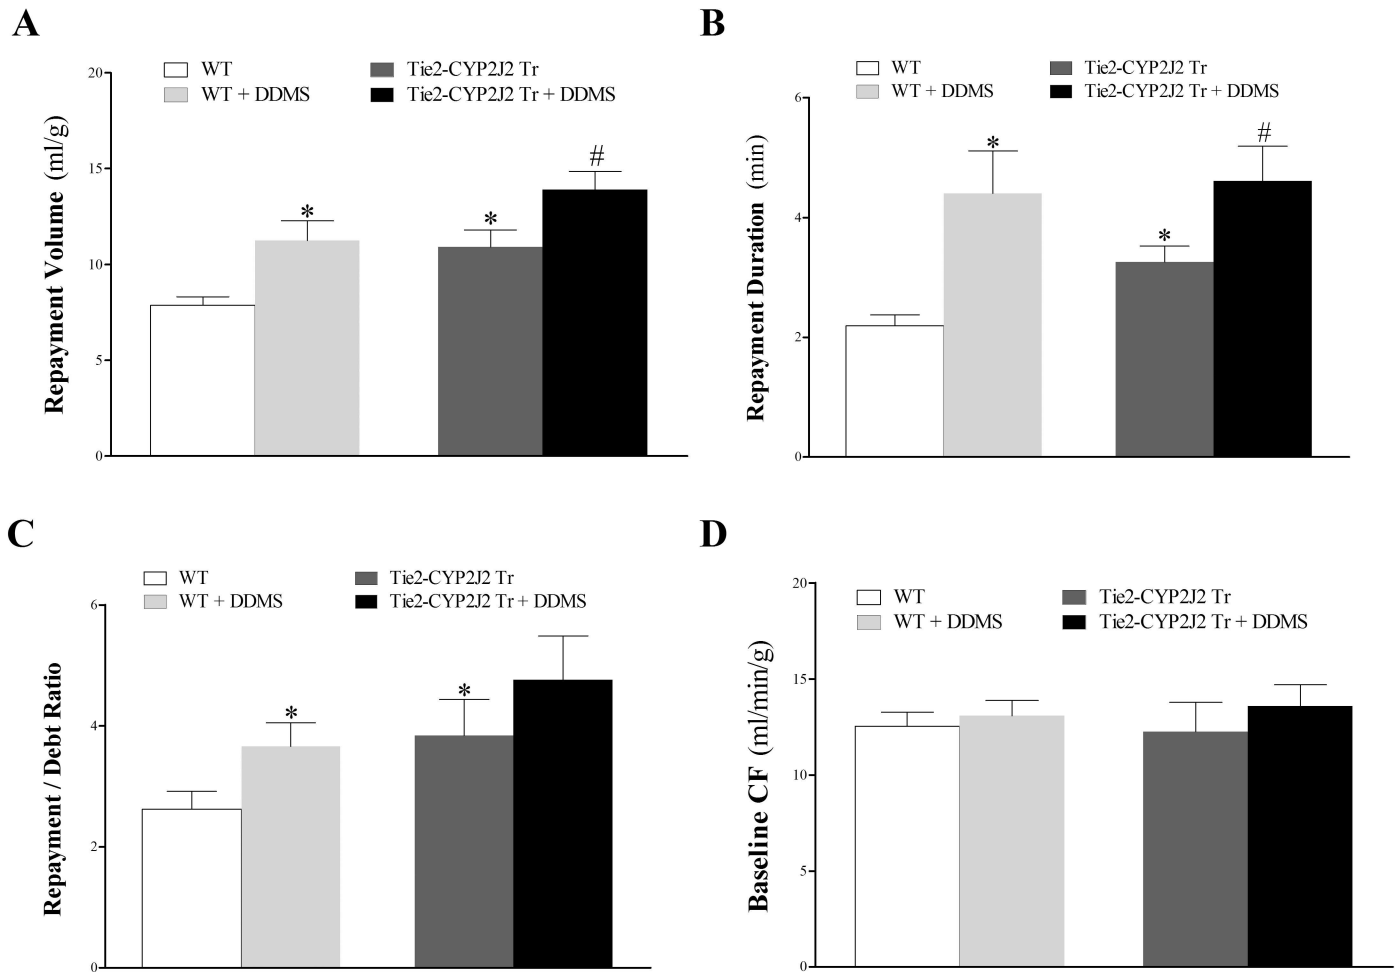 A
WT
Tie2-CYP2J2 Tr
WT + DDMS
Tie2-CYP2J2 Tr + DDMS
Repayment Volume (ml/g)
20
15
10
5
0
*
*
#
B
WT
Tie2-CYP2J2 Tr
WT + DDMS
Tie2-CYP2J2 Tr + DDMS
Repayment Duration (min)
6
4
2
0
*
*
#
C
WT
Tie2-CYP2J2 Tr
WT + DDMS
Tie2-CYP2J2 Tr + DDMS
Repayment / Debt Ratio
6
4
2
0
*
*
D
WT
Tie2-CYP2J2 Tr
WT + DDMS
Tie2-CYP2J2 Tr + DDMS
Baseline CF (ml/min/g)
20
15
10
5
0